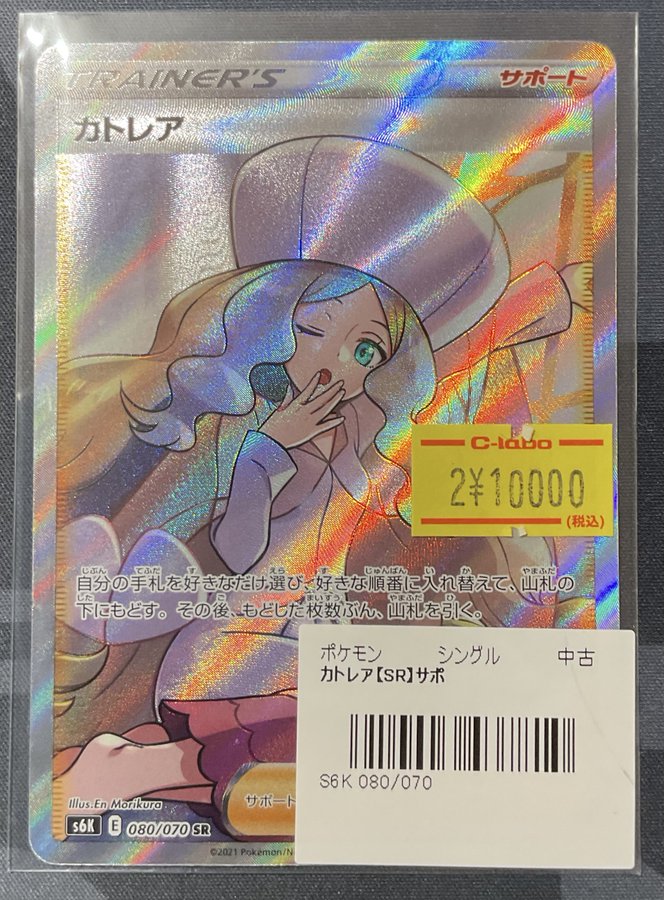 TRAINER'S サポート
カトレア
C-labo
2¥10000
(税込)
自分の手札を好きなだけ選び、好きな順番に入れ替えて、山札の
下にもどす。その後、もどした枚数ぶん、山札を引く。
ポケモン シングル 中古
カトレア【SR】サポ
S6K 080/070
サポート
Illus.En Morikura
s6K E 080/070 SR
©2021 Pokémon/N